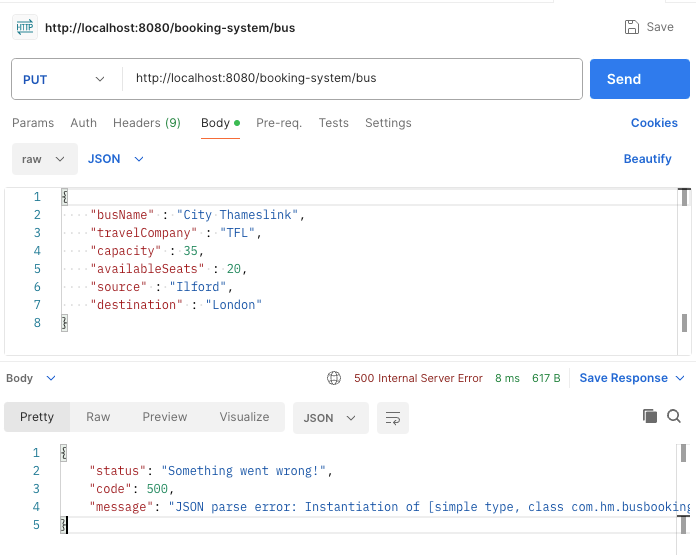 HTTP http://localhost:8080/booking-system/bus Save
PUT http://localhost:8080/booking-system/bus Send
Params Auth Headers (9) Body Pre-req. Tests Settings Cookies
raw JSON Beautify
1 {
2 "busName" : "City Thameslink",
3 "travelCompany" : "TFL",
4 "capacity" : 35,
5 "availableSeats" : 20,
6 "source" : "Ilford",
7 "destination" : "London"
8 }
Body 500 Internal Server Error 8 ms 617 B Save Response
Pretty Raw Preview Visualize JSON
1 {
2 "status": "Something went wrong!",
3 "code": 500,
4 "message": "JSON parse error: Instantiation of [simple type, class com.hm.busbooking
5 }